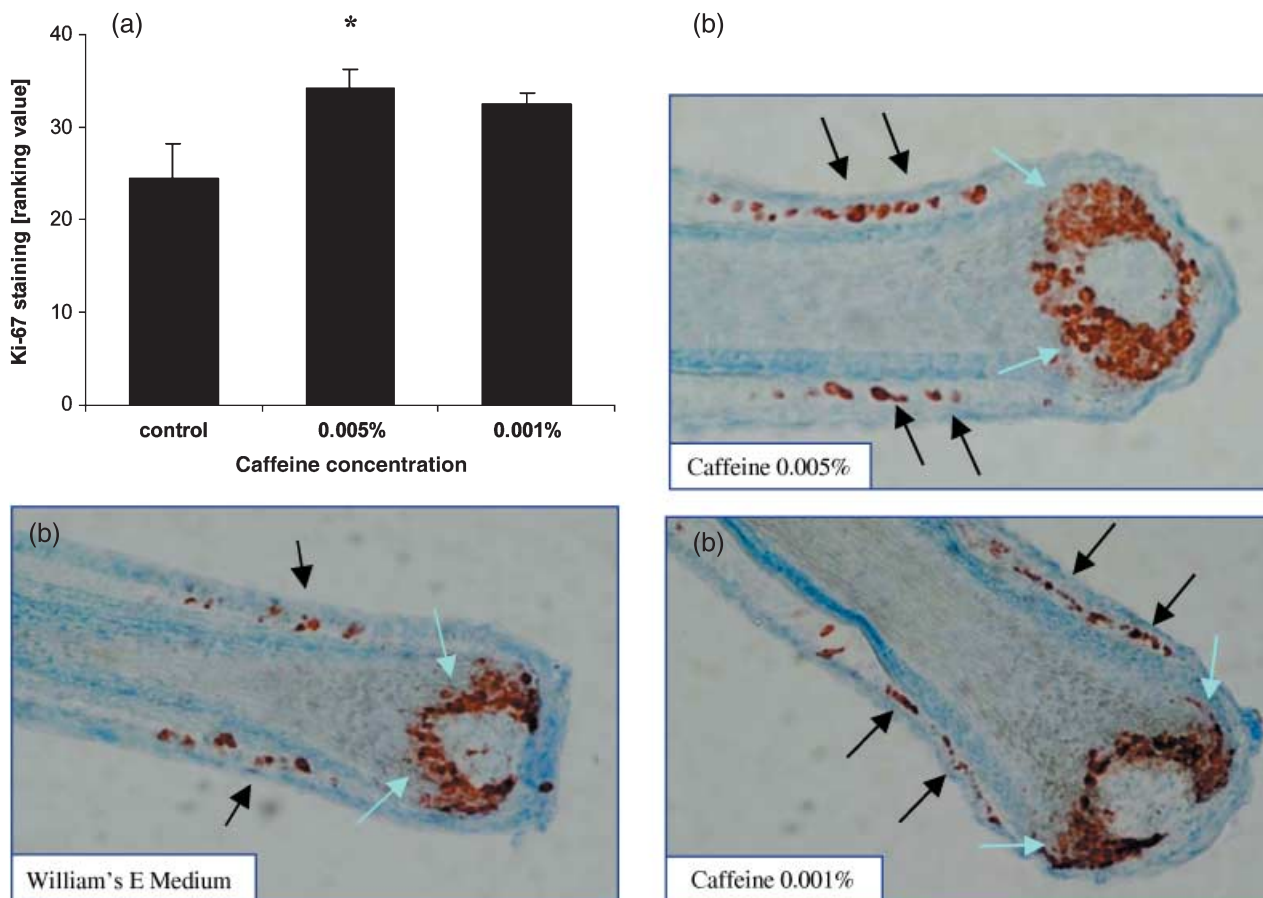 (a)
*
40
30
20
10
0
Ki-67 staining [ranking value]
control 0.005% 0.001%
Caffeine concentration
(b)
Caffeine 0.005%
(b)
William's E Medium
(b)
Caffeine 0.001%